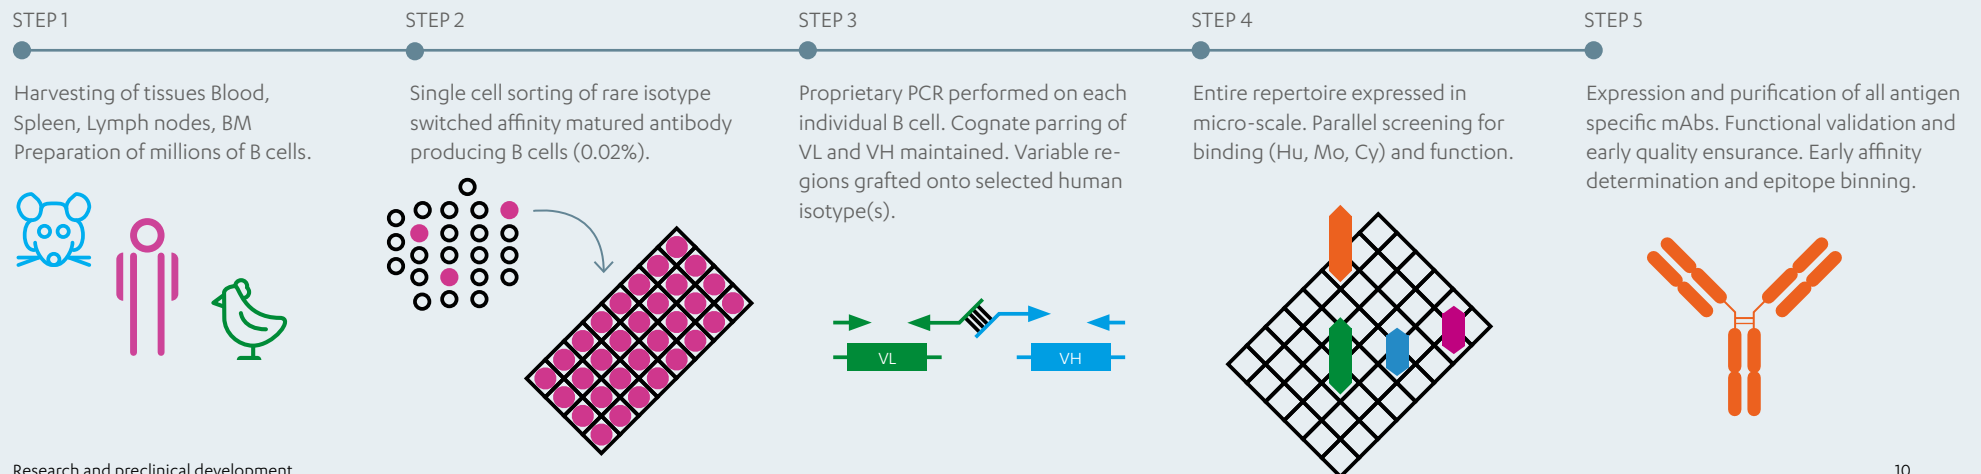 STEP 1
Harvesting of tissues Blood,
Spleen, Lymph nodes, BM
Preparation of millions of B cells.
STEP 2
Single cell sorting of rare isotype
switched affinity matured antibody
producing B cells (0.02%).
STEP 3
Proprietary PCR performed on each
individual B cell. Cognate parring of
VL and VH maintained. Variable re-
gions grafted onto selected human
isotype(s).
VL
VH
STEP 4
Entire repertoire expressed in
micro-scale. Parallel screening for
binding (Hu, Mo, Cy) and function.
STEP 5
Expression and purification of all antigen
specific mAbs. Functional validation and
early quality ensurance. Early affinity
determination and epitope binning.
Research and preclinical development
10